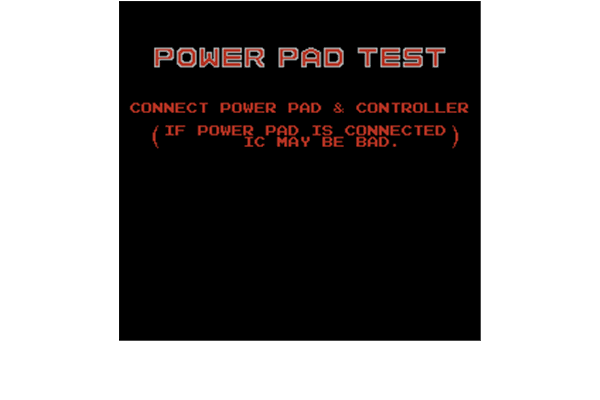 POWER PAD TEST
CONNECT POWER PAD & CONTROLLER
(IF POWER PAD IS CONNECTED
IC MAY BE BAD.)